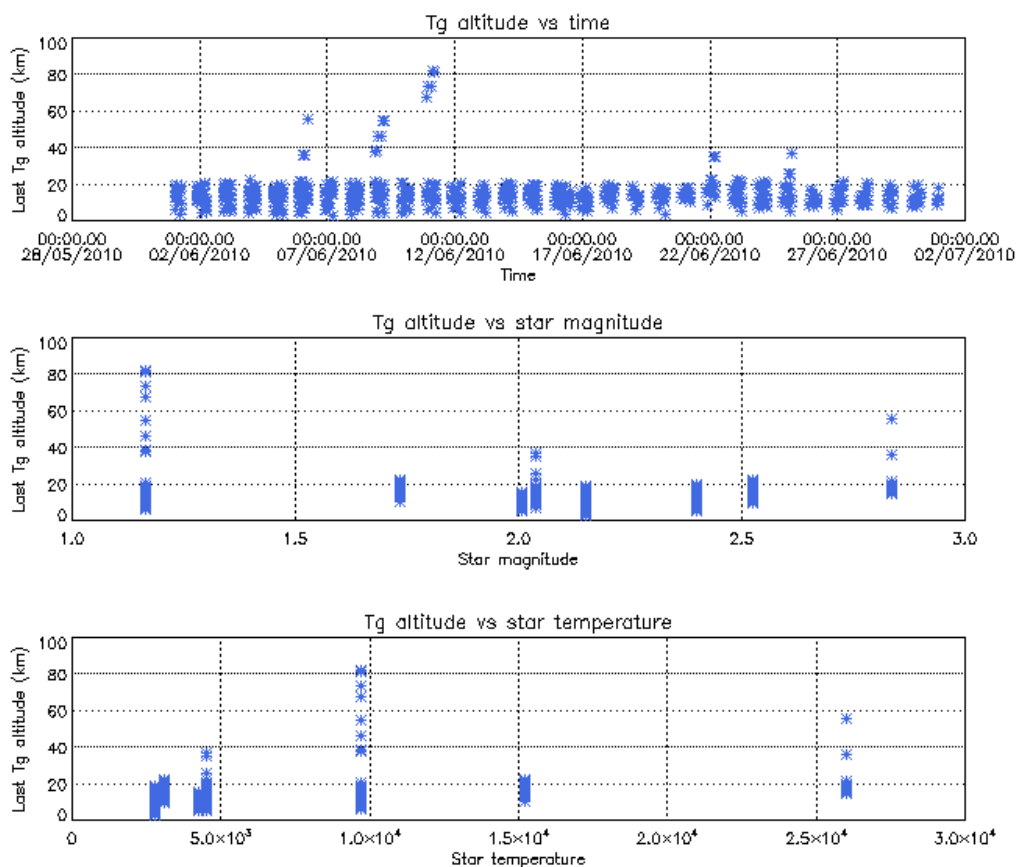 Tg altitude vs time
Last Tg altitude (km)
100
80
60
40
20
0
00:00.00 00:00.00 00:00.00 00:00.00 00:00.00 00:00.00 00:00.00 00:00.00
28/05/2010 02/06/2010 07/06/2010 12/06/2010 17/06/2010 22/06/2010 27/06/2010 02/07/2010
Time
Tg altitude vs star magnitude
Last Tg altitude (km)
100
80
60
40
20
0
1.0 1.5 2.0 2.5 3.0
Star magnitude
Tg altitude vs star temperature
Last Tg altitude (km)
100
80
60
40
20
0
0 5.0×10³ 1.0×10⁴ 1.5×10⁴ 2.0×10⁴ 2.5×10⁴ 3.0×10⁴
Star temperature